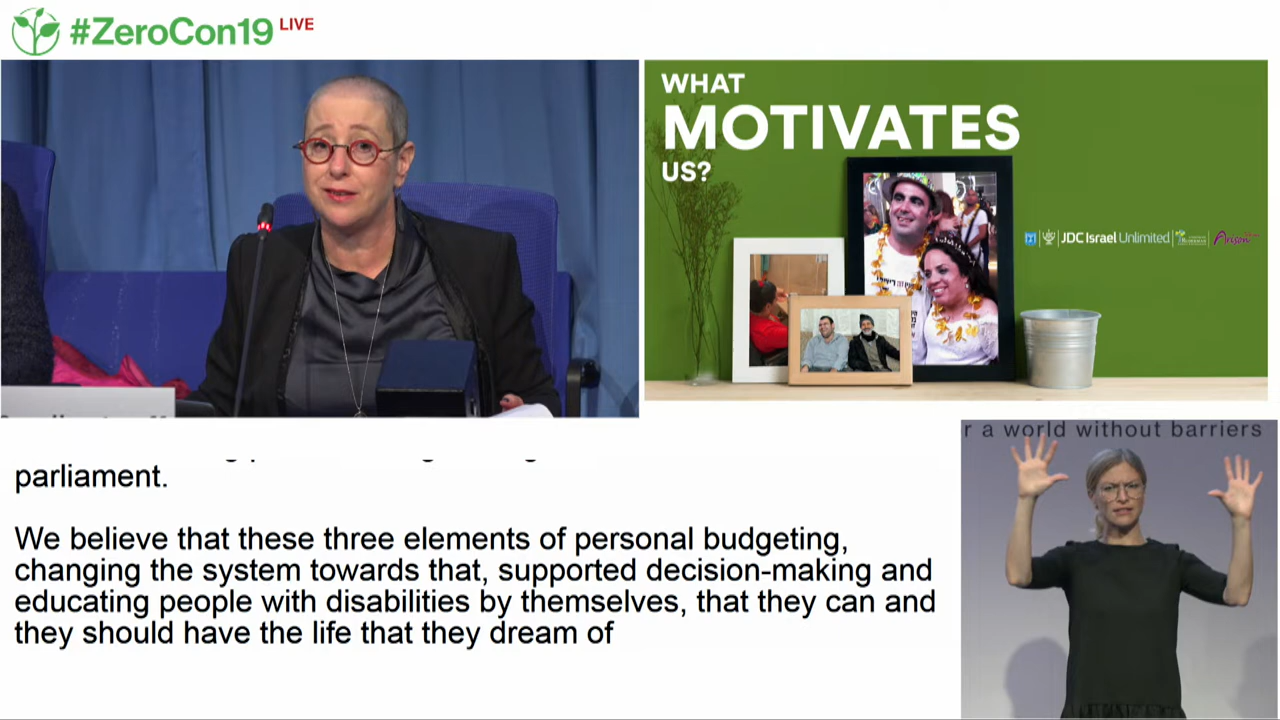 #ZeroCon19 LIVE
WHAT
MOTIVATES
US?
JDC Israel Unlimited
Arison
r a world without barriers
parliament.
We believe that these three elements of personal budgeting,
changing the system towards that, supported decision-making and
educating people with disabilities by themselves, that they can and
they should have the life that they dream of